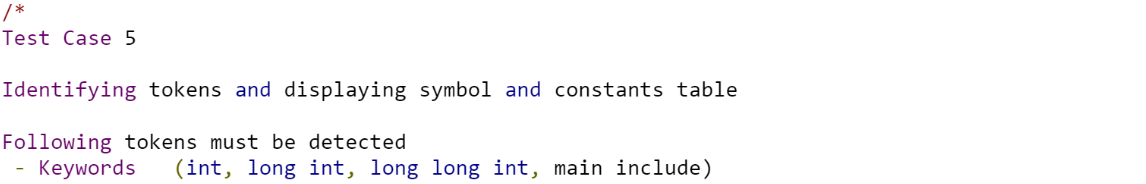 /*
Test Case 5
Identifying tokens and displaying symbol and constants table
Following tokens must be detected
- Keywords (int, long int, long long int, main include)